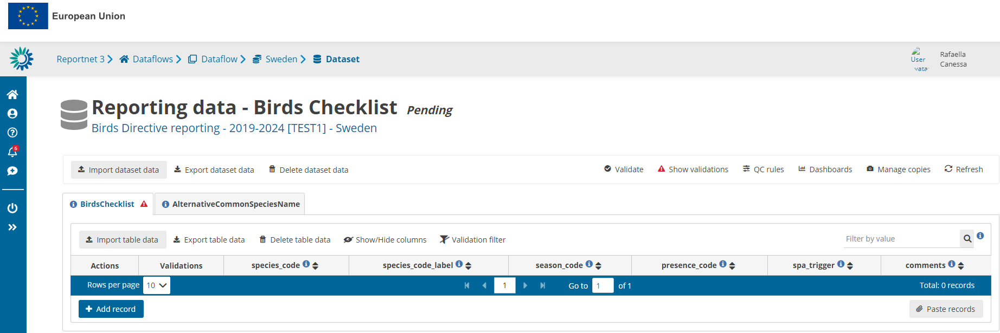 European Union
Reportnet 3 Dataflows Dataflow Sweden Dataset
User
vatar
Rafaella
Canessa
6
Reporting data - Birds Checklist Pending
Birds Directive reporting - 2019-2024 [TEST1] - Sweden
Import dataset data Export dataset data Delete dataset data Validate Show validations QC rules Dashboards Manage copies Refresh
BirdsChecklist AlternativeCommonSpeciesName
Import table data Export table data Delete table data Show/Hide columns Validation filter Filter by value
Actions Validations species_code species_code_label season_code presence_code spa_trigger comments
Rows per page 10 1 Go to 1 of 1 Total: 0 records
Add record Paste records